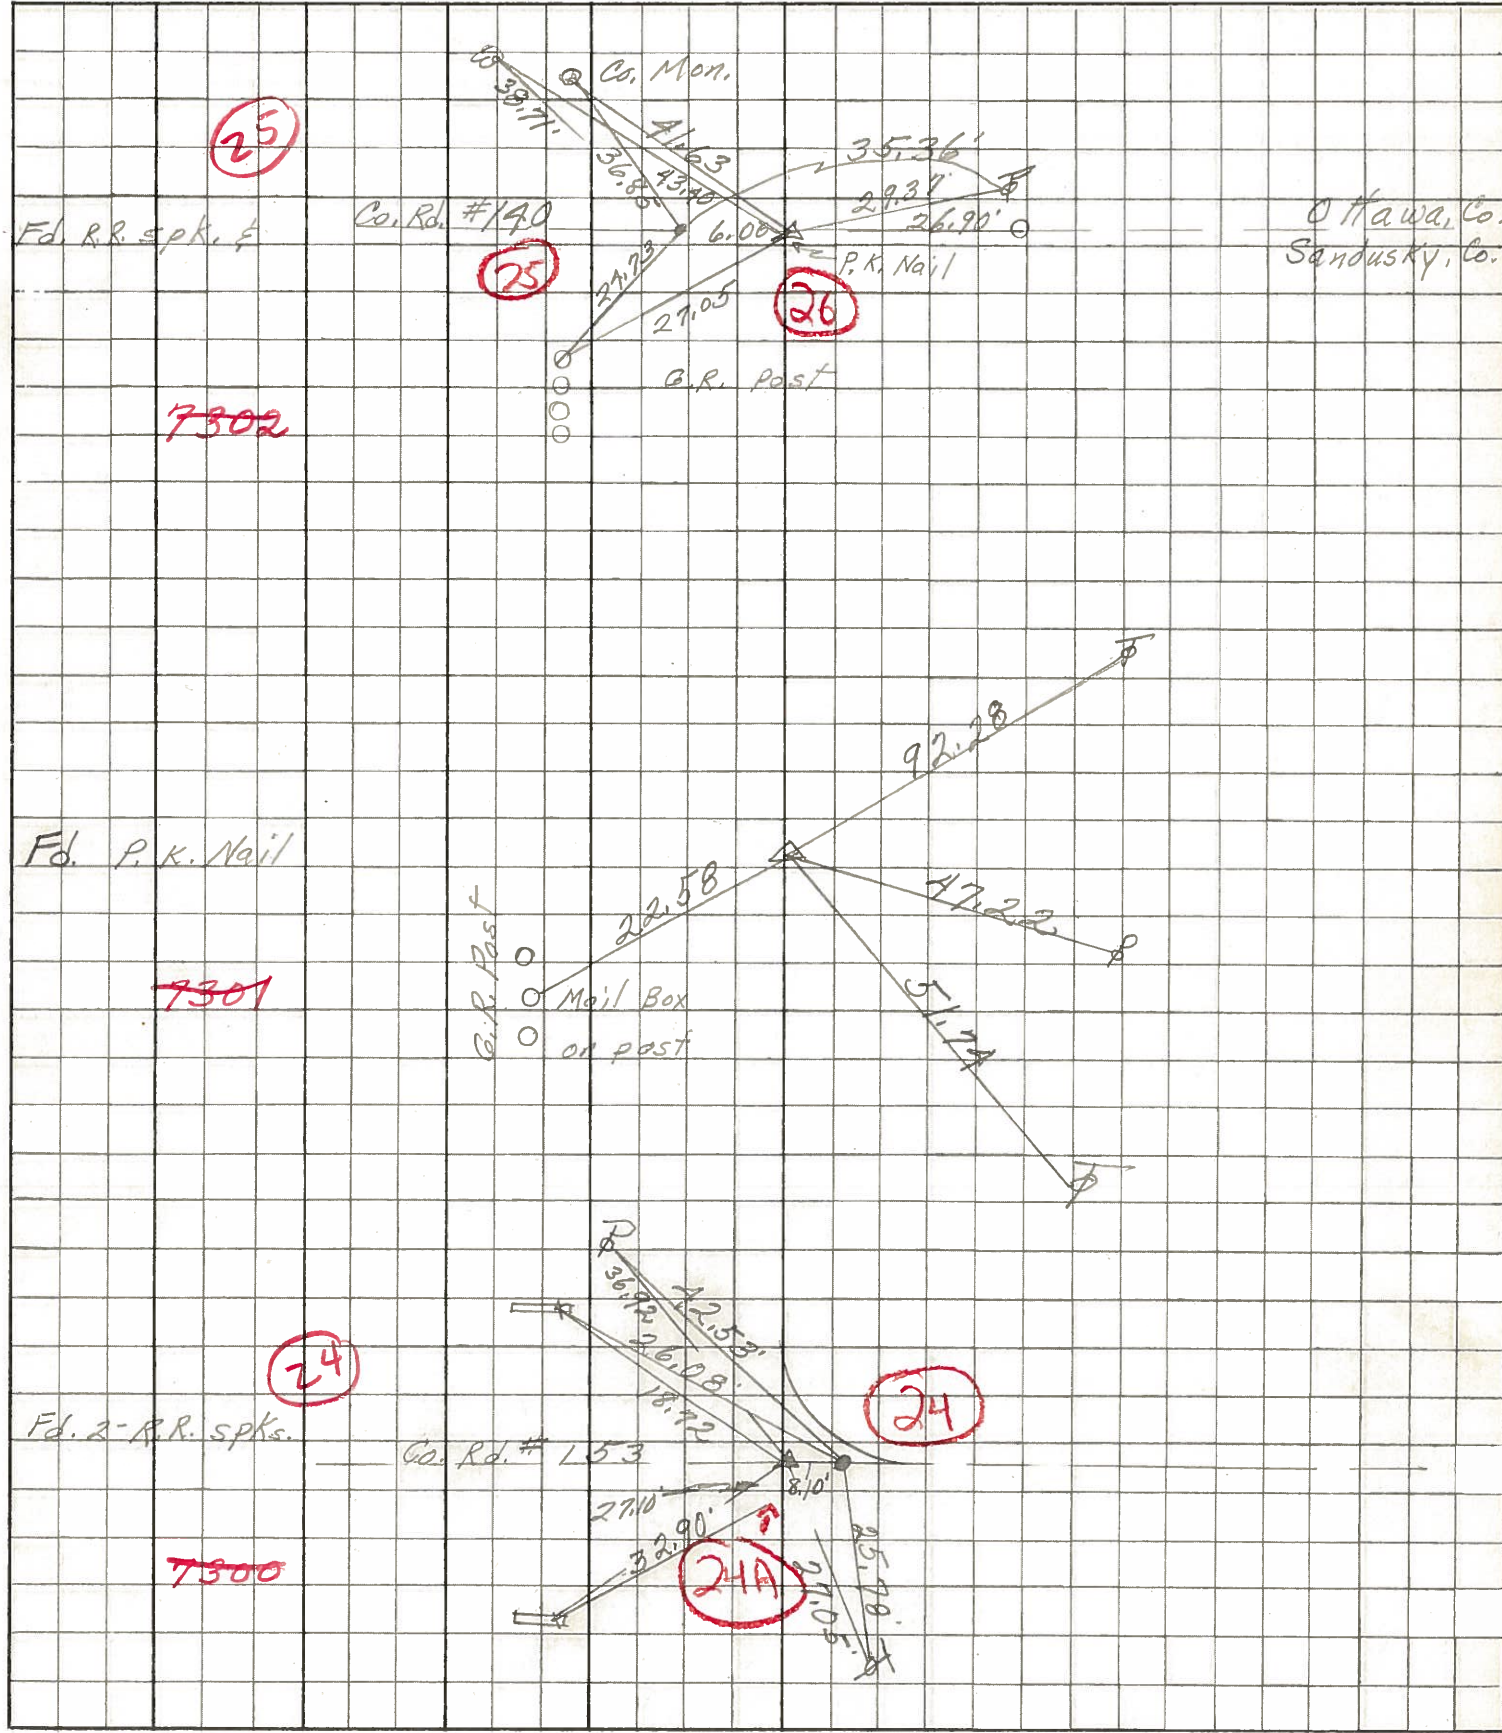 Co. Mon.
38.71'
25
41.63
35.36'
36.85
43.40
29.37
Co. Rd. #140
6.00
26.90'
Ottawa, Co.
Fd. R.R. spk. &
Sandusky, Co.
25
P.K. Nail
24.73
27.05
26
G.R. Post
7302
92.28
Fd. P.K. Nail
22.58
47.22
G.R. Post
7301
Mail Box
on post
51.74
36.92
42.53'
26.08'
24
18.72
24
Fd. 2-R.R. spks.
Co. Rd. # 153
8.10'
27.10'
32.90'
25.78'
7300
24A
27.05'